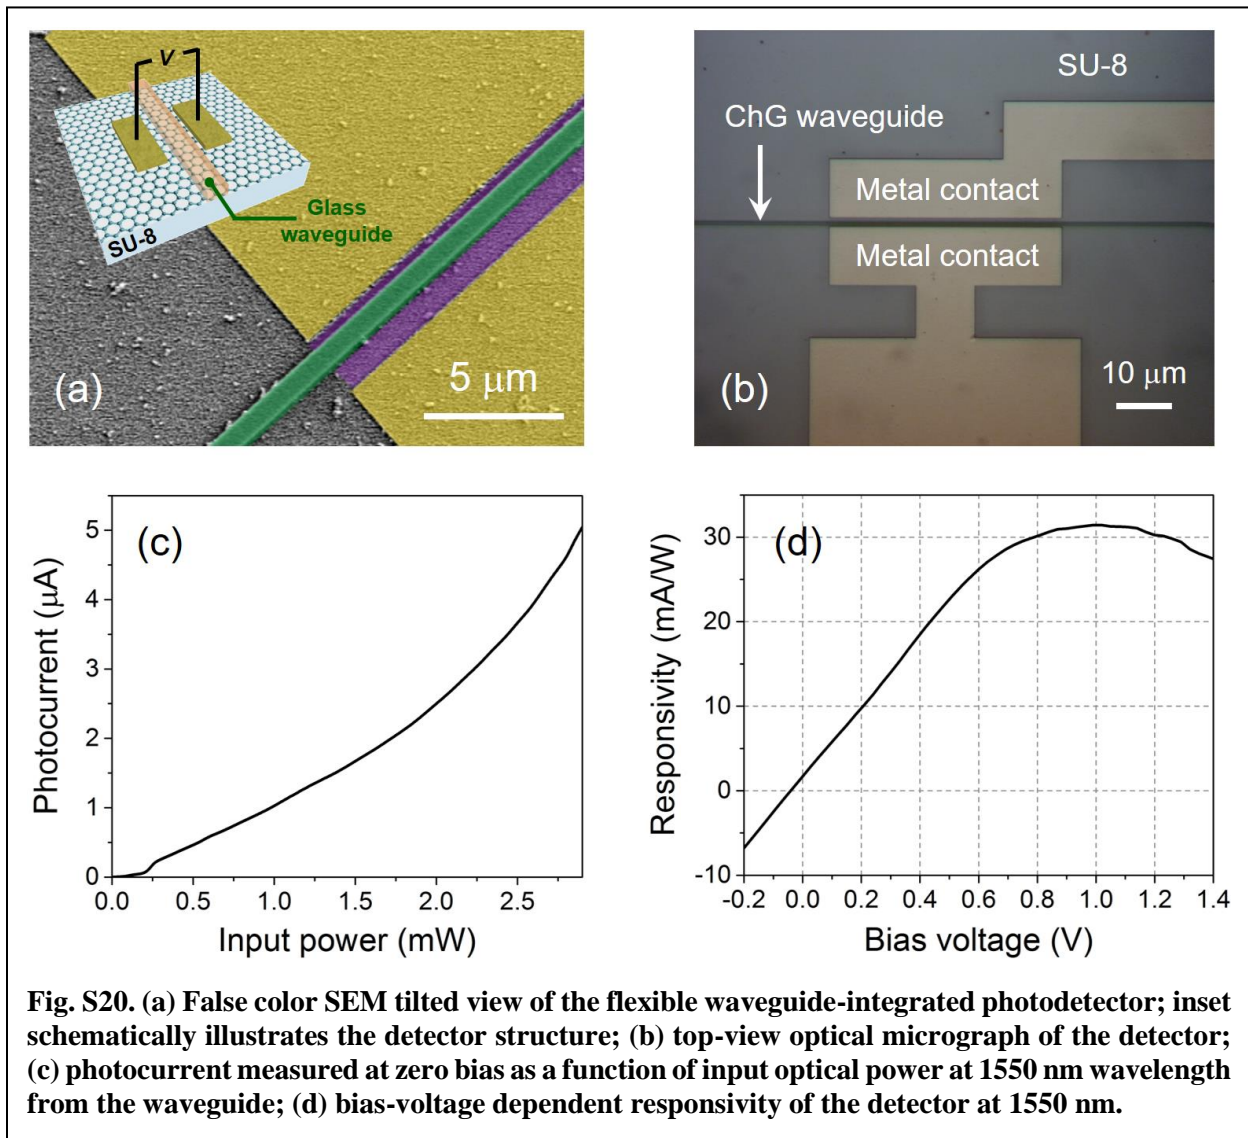 V
Glass
waveguide
SU-8
(a)
5 μm
SU-8
ChG waveguide
Metal contact
Metal contact
(b)
10 μm
(c)
Photocurrent (μA)
5
4
3
2
1
0
0.0 0.5 1.0 1.5 2.0 2.5
Input power (mW)
(d)
Responsivity (mA/W)
30
20
10
0
-10
-0.2 0.0 0.2 0.4 0.6 0.8 1.0 1.2 1.4
Bias voltage (V)
Fig. S20. (a) False color SEM tilted view of the flexible waveguide-integrated photodetector; inset
schematically illustrates the detector structure; (b) top-view optical micrograph of the detector;
(c) photocurrent measured at zero bias as a function of input optical power at 1550 nm wavelength
from the waveguide; (d) bias-voltage dependent responsivity of the detector at 1550 nm.